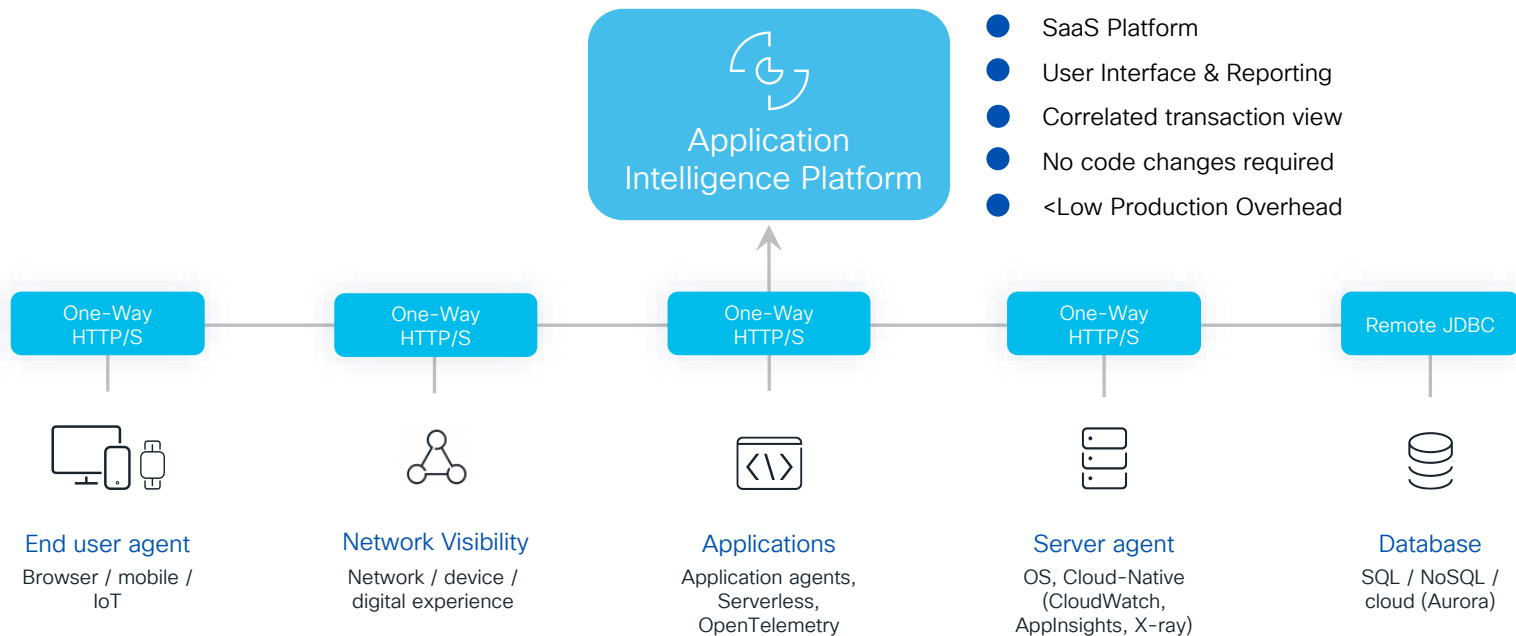 Application
Intelligence Platform
SaaS Platform
User Interface & Reporting
Correlated transaction view
No code changes required
<Low Production Overhead
One-Way
HTTP/S
One-Way
HTTP/S
One-Way
HTTP/S
One-Way
HTTP/S
Remote JDBC
End user agent
Browser / mobile /
IoT
Network Visibility
Network / device /
digital experience
Applications
Application agents,
Serverless,
OpenTelemetry
Server agent
OS, Cloud-Native
(CloudWatch,
AppInsights, X-ray)
Database
SQL / NoSQL /
cloud (Aurora)